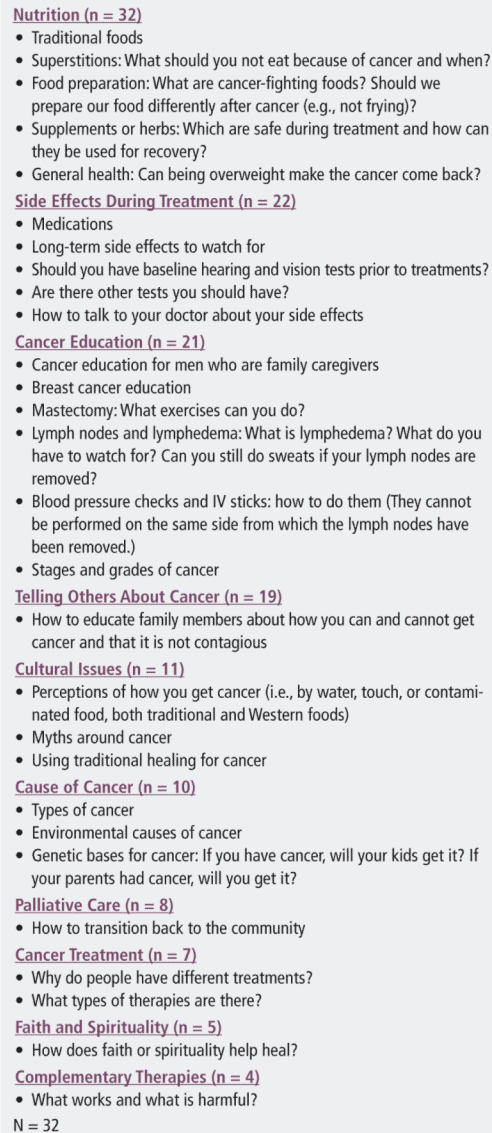 Nutrition (n = 32)
• Traditional foods
• Superstitions: What should you not eat because of cancer and when?
• Food preparation: What are cancer-fighting foods? Should we
prepare our food differently after cancer (e.g., not frying)?
• Supplements or herbs: Which are safe during treatment and how can
they be used for recovery?
• General health: Can being overweight make the cancer come back?
Side Effects During Treatment (n = 22)
• Medications
• Long-term side effects to watch for
• Should you have baseline hearing and vision tests prior to treatments?
• Are there other tests you should have?
• How to talk to your doctor about your side effects
Cancer Education (n = 21)
• Cancer education for men who are family caregivers
• Breast cancer education
• Mastectomy: What exercises can you do?
• Lymph nodes and lymphedema: What is lymphedema? What do you
have to watch for? Can you still do sweats if your lymph nodes are
removed?
• Blood pressure checks and IV sticks: how to do them (They cannot
be performed on the same side from which the lymph nodes have
been removed.)
• Stages and grades of cancer
Telling Others About Cancer (n = 19)
• How to educate family members about how you can and cannot get
cancer and that it is not contagious
Cultural Issues (n = 11)
• Perceptions of how you get cancer (i.e., by water, touch, or contami-
nated food, both traditional and Western foods)
• Myths around cancer
• Using traditional healing for cancer
Cause of Cancer (n = 10)
• Types of cancer
• Environmental causes of cancer
• Genetic bases for cancer: If you have cancer, will your kids get it? If
your parents had cancer, will you get it?
Palliative Care (n = 8)
• How to transition back to the community
Cancer Treatment (n = 7)
• Why do people have different treatments?
• What types of therapies are there?
Faith and Spirituality (n = 5)
• How does faith or spirituality help heal?
Complementary Therapies (n = 4)
• What works and what is harmful?
N = 32